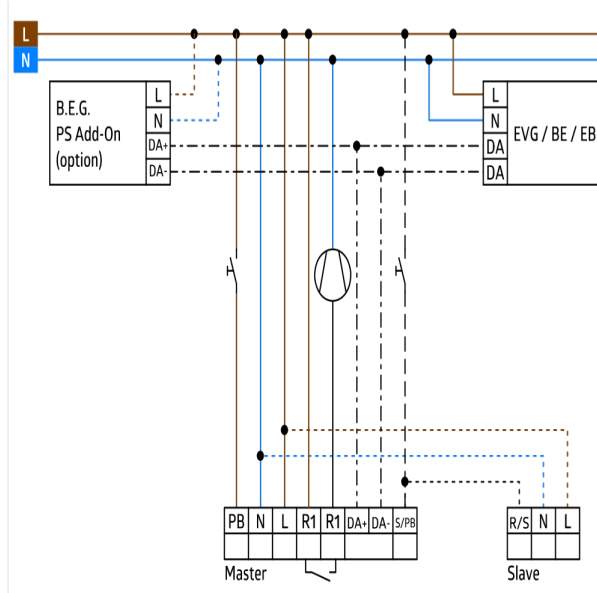 L
N
B.E.G.
PS Add-On
(option)
L
N
DA+
DA-
L
N
DA
DA
EVG / BE / EB
PB N L R1 R1 DA+ DA- S/PB
R/S N L
Master
Slave